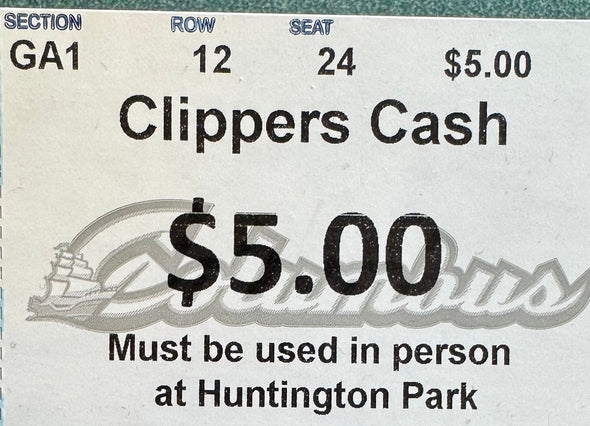 SECTION ROW SEAT
GA1 12 24 $5.00
Clippers Cash
$5.00
Columbus
Must be used in person
at Huntington Park